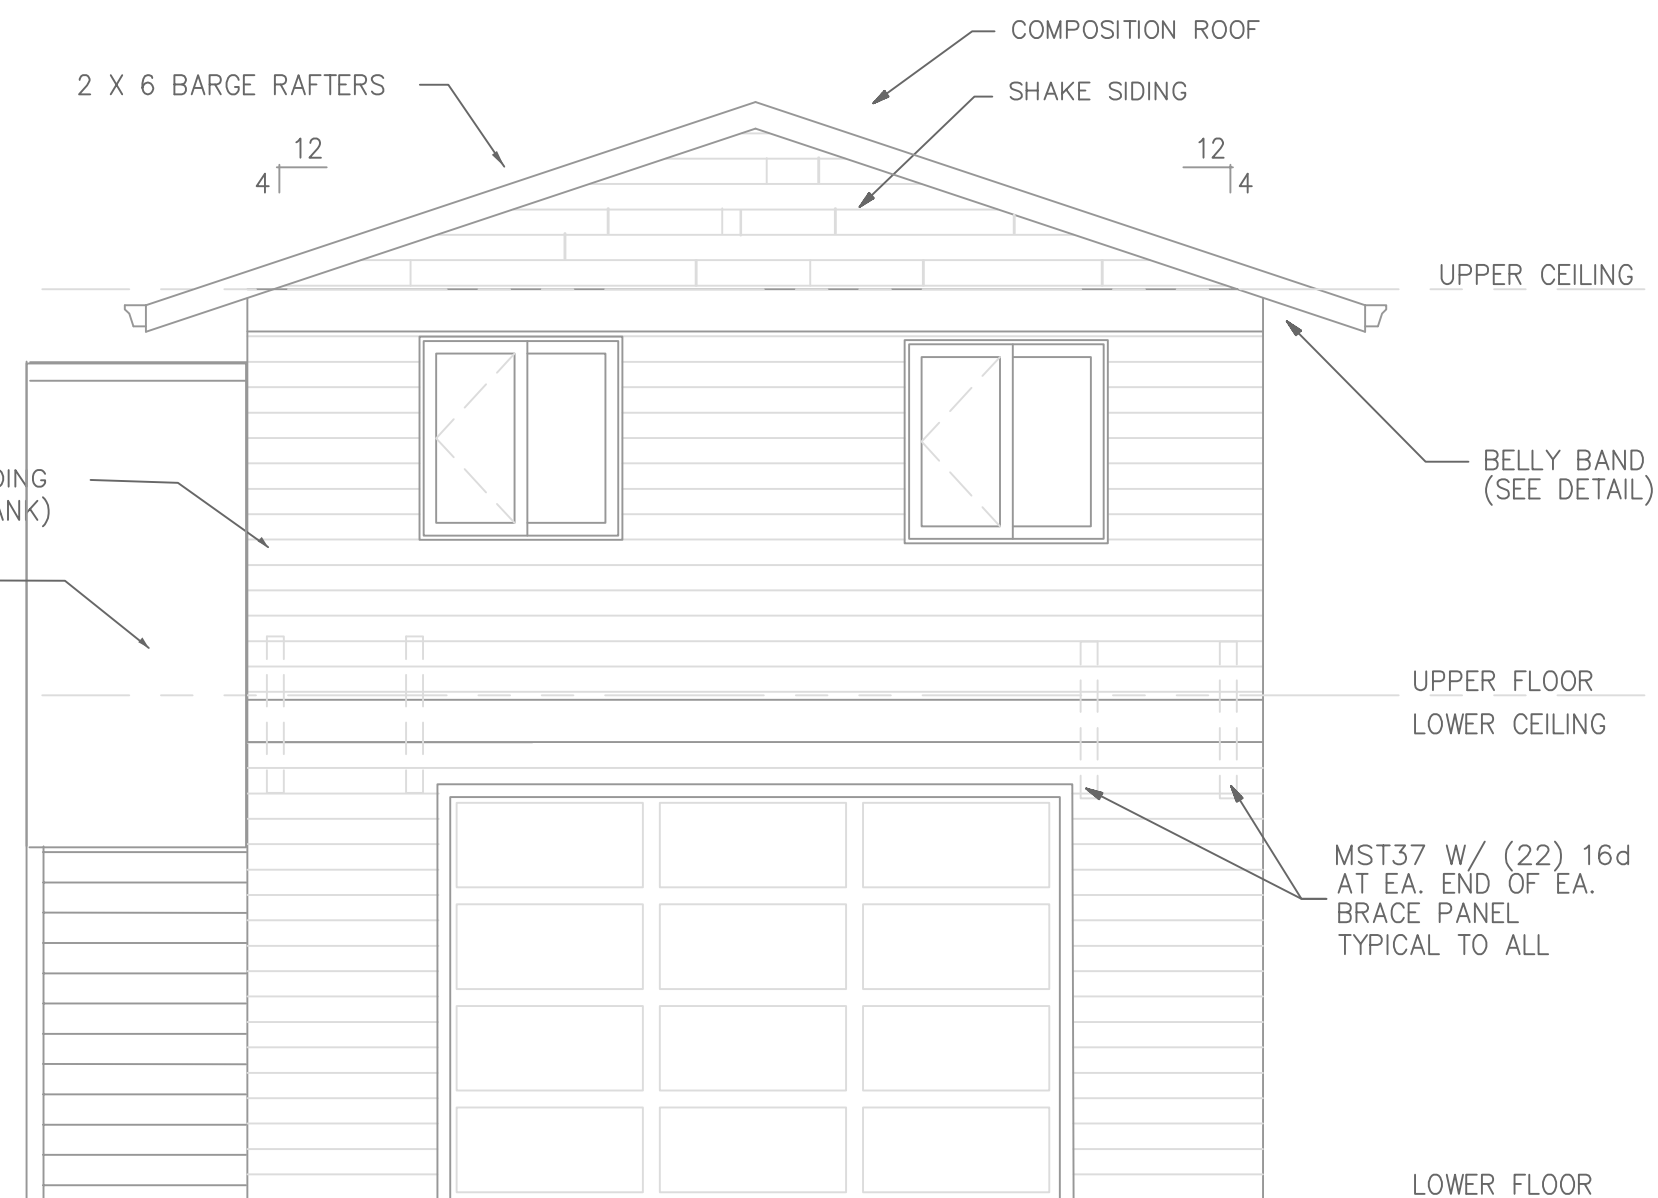 COMPOSITION ROOF
2 X 6 BARGE RAFTERS
SHAKE SIDING
12
4
12
4
UPPER CEILING
BELLY BAND
(SEE DETAIL)
UPPER FLOOR
LOWER CEILING
MST37 W/ (22) 16d
AT EA. END OF EA.
BRACE PANEL
TYPICAL TO ALL
LOWER FLOOR